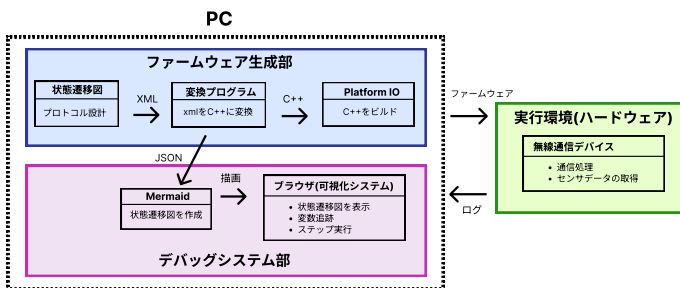 PC
ファームウェア生成部
状態遷移図
プロトコル設計
XML
変換プログラム
xmlをC++に変換
C++
Platform IO
C++をビルド
ファームウェア
実行環境(ハードウェア)
無線通信デバイス
• 通信処理
• センサデータの取得
JSON
Mermaid
状態遷移図を作成
描画
ブラウザ(可視化システム)
• 状態遷移図を表示
• 変数追跡
• ステップ実行
ログ
デバッグシステム部